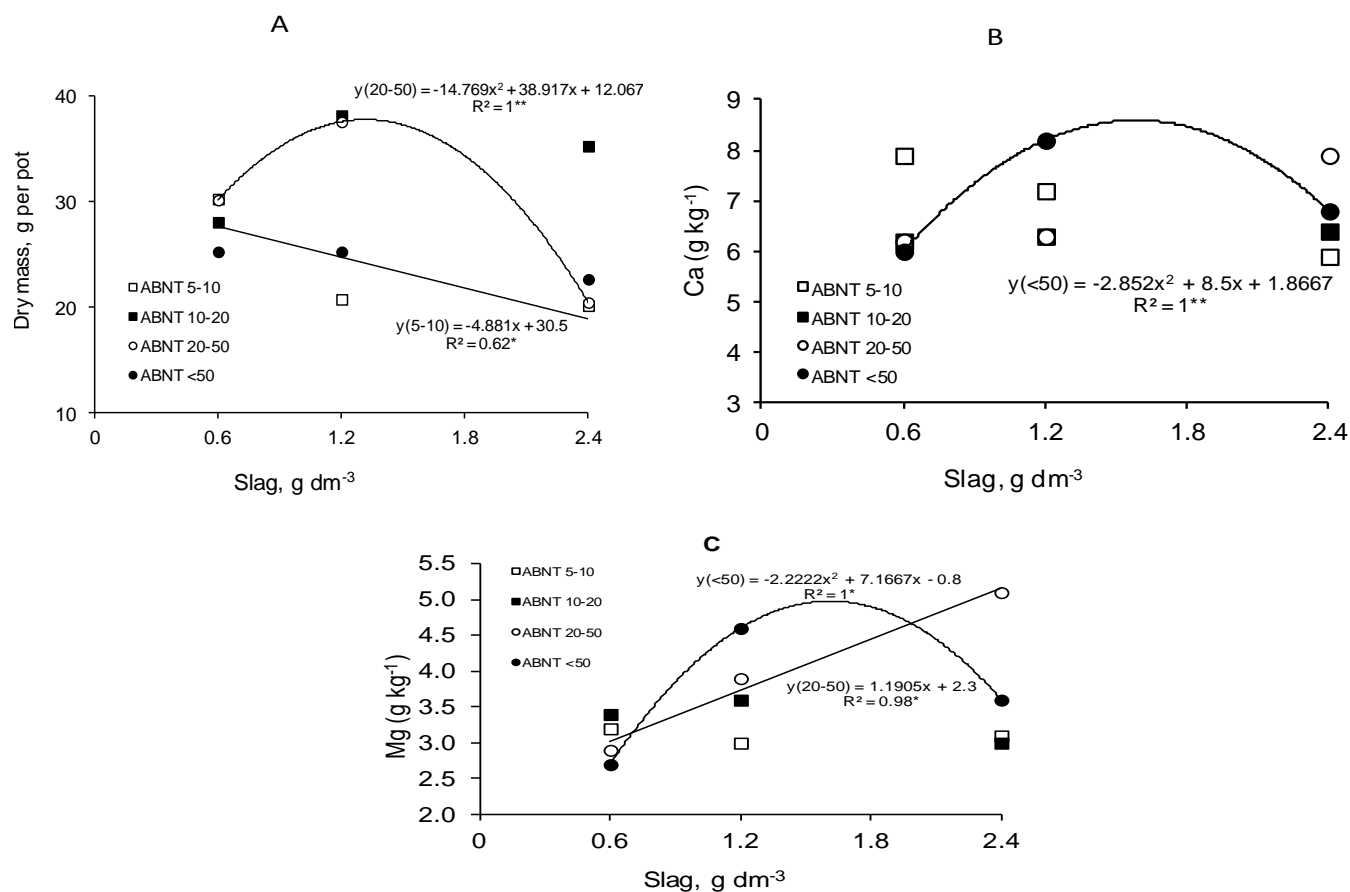 A
y(20-50) = -14.769x² + 38.917x + 12.067
R² = 1**
40
30
20
10
Dry mass, g per pot
ABNT 5-10
ABNT 10-20
ABNT 20-50
ABNT <50
y(5-10) = -4.881x + 30.5
R² = 0.62*
0 0.6 1.2 1.8 2.4
Slag, g dm-3
B
9
8
7
6
5
4
3
Ca (g kg-1)
y(<50) = -2.852x² + 8.5x + 1.8667
R² = 1**
ABNT 5-10
ABNT 10-20
ABNT 20-50
ABNT <50
0 0.6 1.2 1.8 2.4
Slag, g dm-3
C
5.5
5.0
4.5
4.0
3.5
3.0
2.5
2.0
Mg (g kg-1)
ABNT 5-10
ABNT 10-20
ABNT 20-50
ABNT <50
y(<50) = -2.2222x² + 7.1667x - 0.8
R² = 1*
y(20-50) = 1.1905x + 2.3
R² = 0.98*
0 0.6 1.2 1.8 2.4
Slag, g dm-3